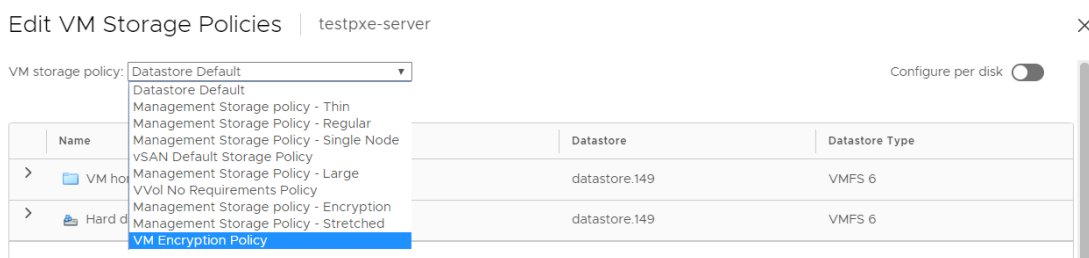 Edit VM Storage Policies | testpxe-server
VM storage policy: Datastore Default
Configure per disk
Datastore Default
Management Storage policy - Thin
Management Storage Policy - Regular
Management Storage Policy - Single Node
vSAN Default Storage Policy
Management Storage Policy - Large
VVol No Requirements Policy
Management Storage policy - Encryption
Management Storage Policy - Stretched
VM Encryption Policy
Name Datastore Datastore Type
VM datastore.149 VMFS 6
Hard datastore.149 VMFS 6